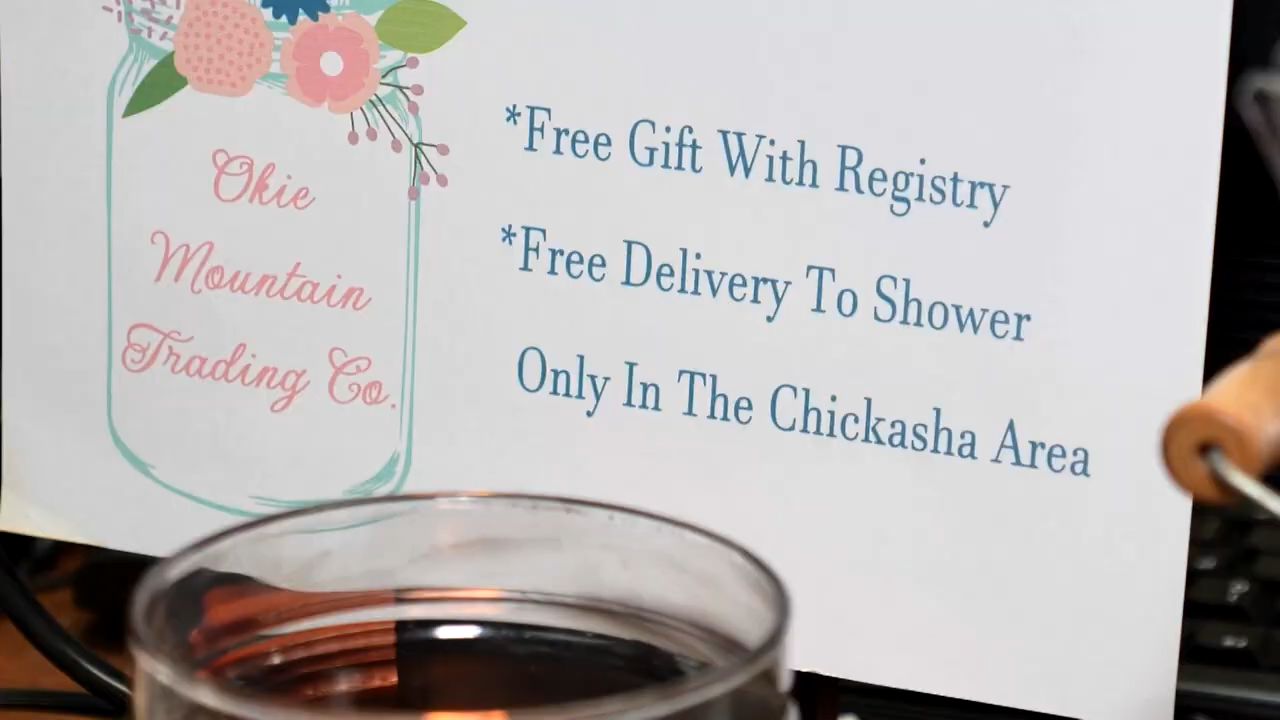 Okie
Mountain
Trading Co.
*Free Gift With Registry
*Free Delivery To Shower
Only In The Chickasha Area